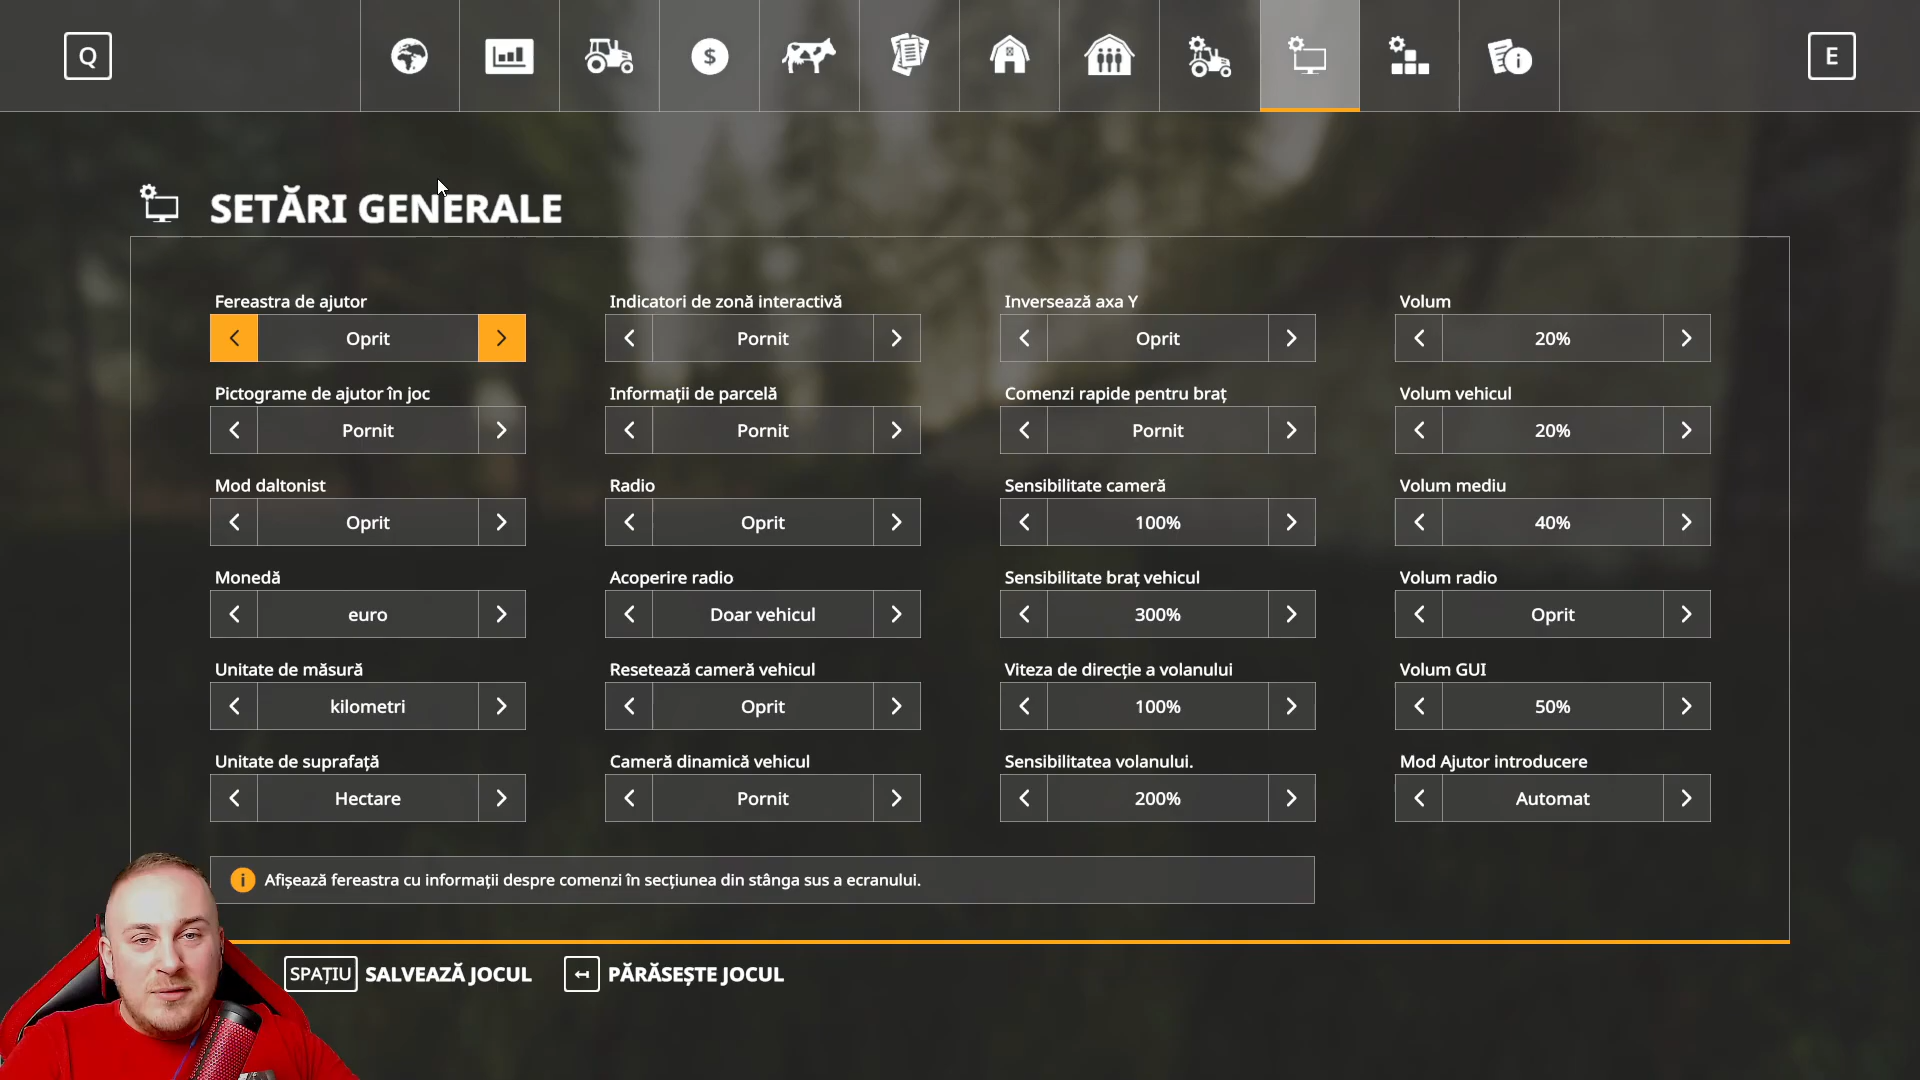 Q
$
E
SETĂRI GENERALE
Fereastra de ajutor
Oprit
Pictograme de ajutor în joc
Pornit
Mod daltonist
Oprit
Monedă
euro
Unitate de măsură
kilometri
Unitate de suprafață
Hectare
Indicatori de zonă interactivă
Pornit
Informații de parcelă
Pornit
Radio
Oprit
Acoperire radio
Doar vehicul
Resetează cameră vehicul
Oprit
Cameră dinamică vehicul
Pornit
Inversează axa Y
Oprit
Comenzi rapide pentru braț
Pornit
Sensibilitate cameră
100%
Sensibilitate braț vehicul
300%
Viteza de direcție a volanului
100%
Sensibilitatea volanului.
200%
Volum
20%
Volum vehicul
20%
Volum mediu
40%
Volum radio
Oprit
Volum GUI
50%
Mod Ajutor introducere
Automat
i Afișează fereastra cu informații despre comenzi în secțiunea din stânga sus a ecranului.
SPAȚIU SALVEAZĂ JOCUL PĂRĂSEȘTE JOCUL